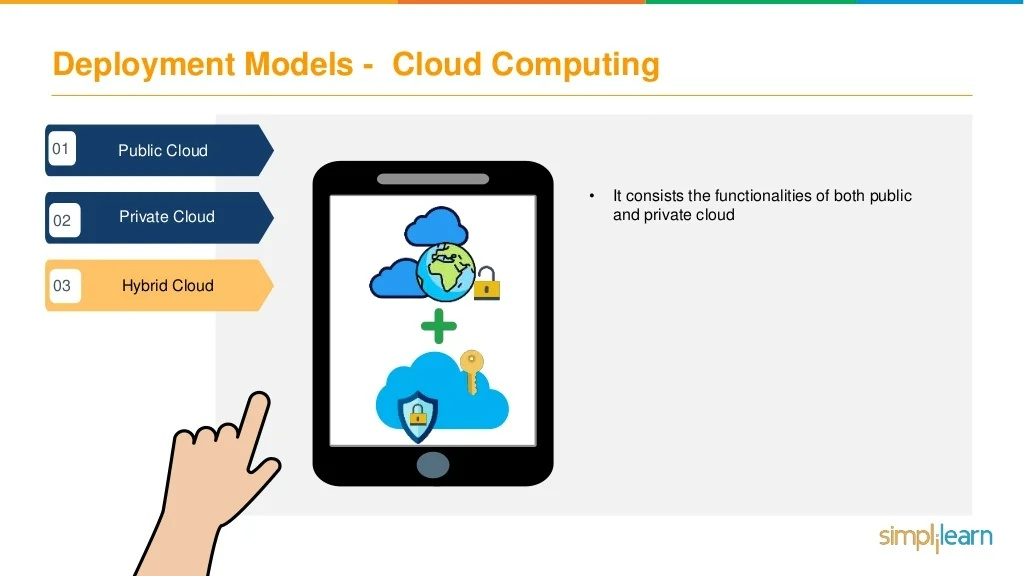 Deployment Models - Cloud Computing
01 Public Cloud
02 Private Cloud
03 Hybrid Cloud
• It consists the functionalities of both public
and private cloud
simplilearn